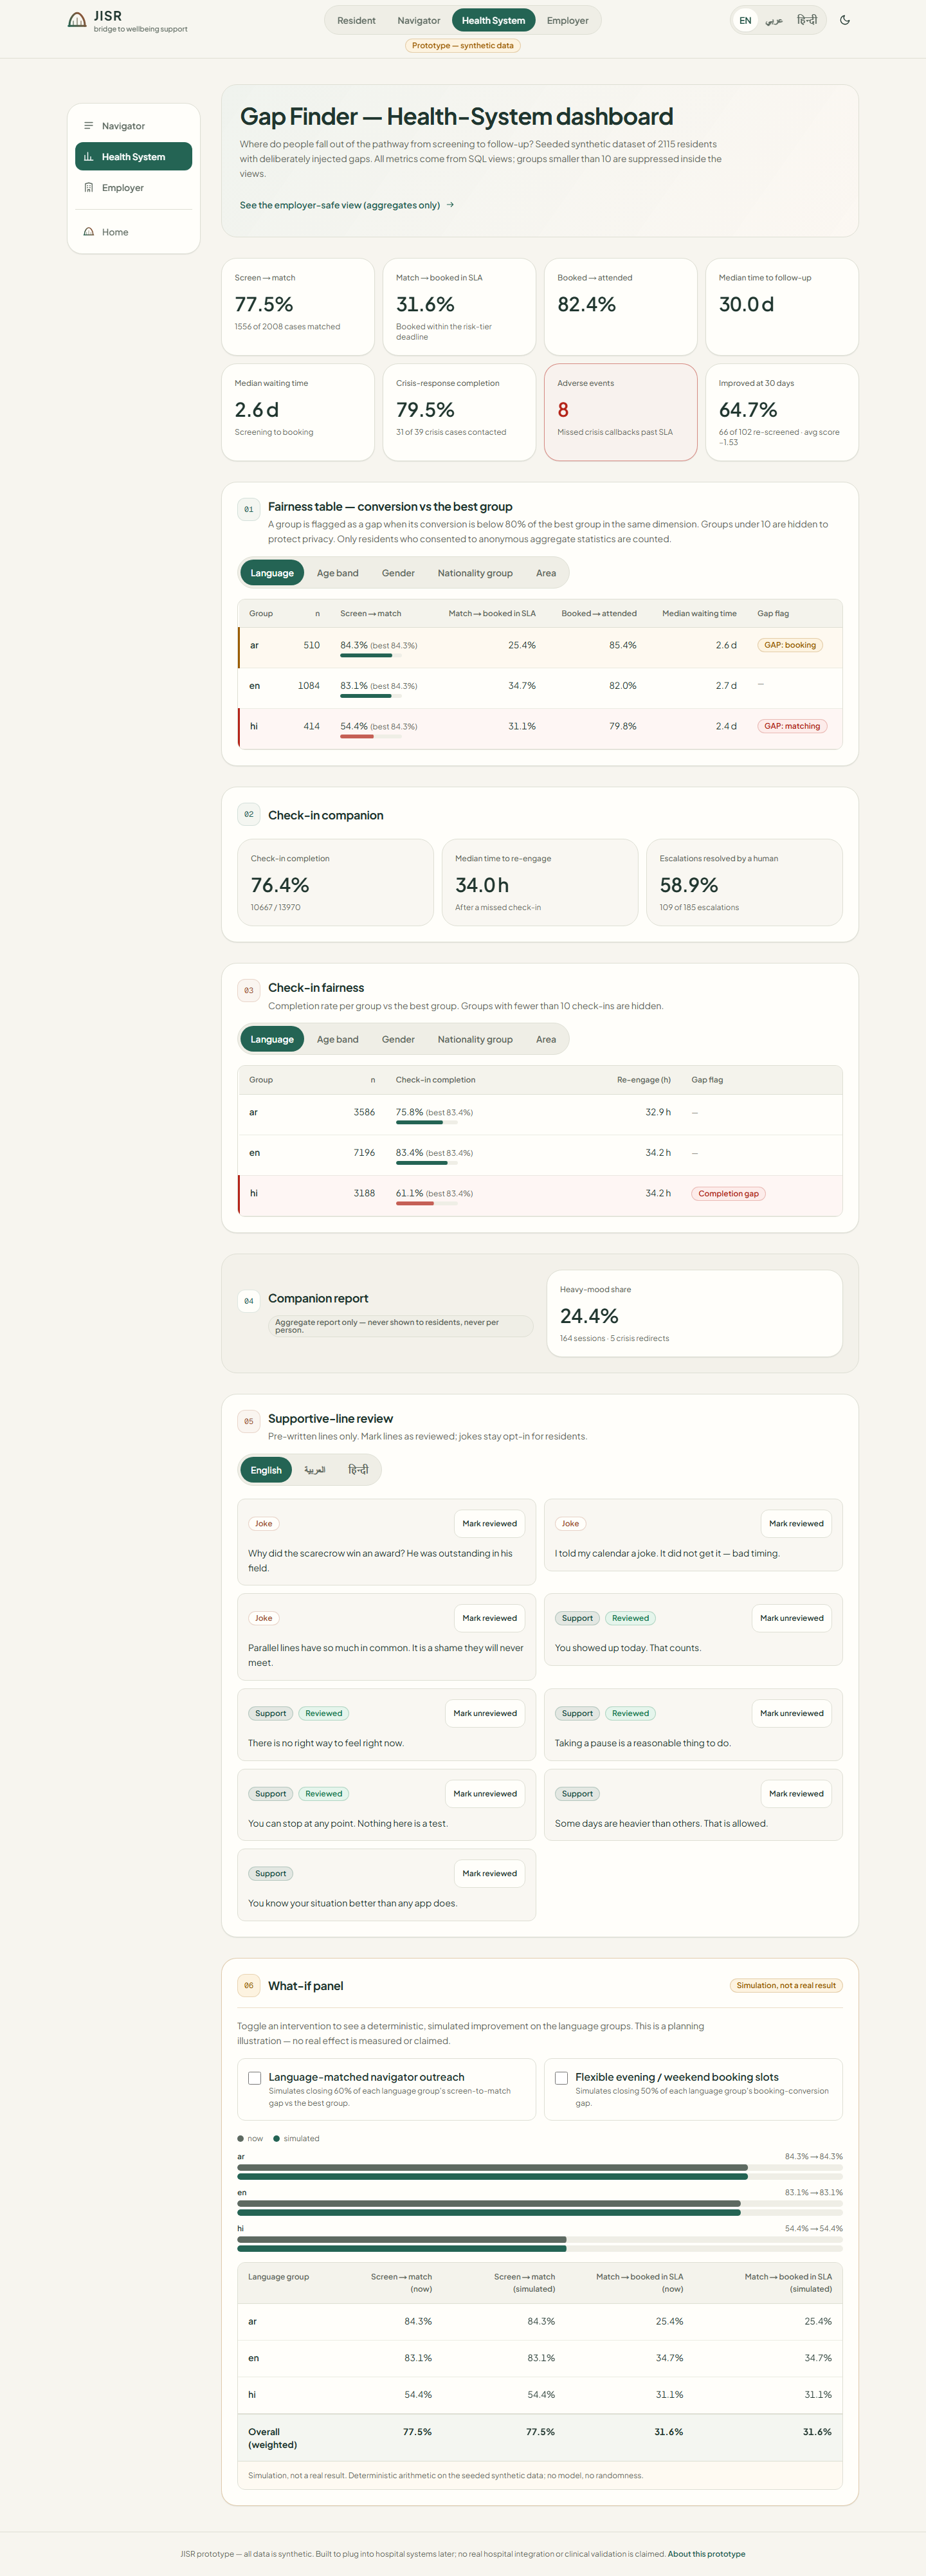 JISR
bridge to wellbeing support
Resident
Navigator
Health System
Employer
Prototype — synthetic data
EN
عربي
हिन्दी
Navigator
Health System
Employer
Home
Gap Finder — Health-System dashboard
Where do people fall out of the pathway from screening to follow-up? Seeded synthetic dataset of 2115 residents
with deliberately injected gaps. All metrics come from SQL views; groups smaller than 10 are suppressed inside the
views.
See the employer-safe view (aggregates only) →
Screen → match
77.5%
1556 of 2008 cases matched
Match → booked in SLA
31.6%
Booked within the risk-tier
deadline
Booked → attended
82.4%
Median time to follow-up
30.0 d
Median waiting time
2.6 d
Screening to booking
Crisis-response completion
79.5%
31 of 39 crisis cases contacted
Adverse events
8
Missed crisis callbacks past SLA
Improved at 30 days
64.7%
66 of 102 re-screened · avg score
−1.53
01
Fairness table — conversion vs the best group
A group is flagged as a gap when its conversion is below 80% of the best group in the same dimension. Groups under 10 are hidden to
protect privacy. Only residents who consented to anonymous aggregate statistics are counted.
Language
Age band
Gender
Nationality group
Area
Group n Screen → match Match → booked in SLA Booked → attended Median waiting time Gap flag
ar 510 84.3% (best 84.3%) 25.4% 85.4% 2.6 d GAP: booking
en 1084 83.1% (best 84.3%) 34.7% 82.0% 2.7 d —
hi 414 54.4% (best 84.3%) 31.1% 79.8% 2.4 d GAP: matching
02
Check-in companion
Check-in completion
76.4%
10667 / 13970
Median time to re-engage
34.0 h
After a missed check-in
Escalations resolved by a human
58.9%
109 of 185 escalations
03
Check-in fairness
Completion rate per group vs the best group. Groups with fewer than 10 check-ins are hidden.
Language
Age band
Gender
Nationality group
Area
Group n Check-in completion Re-engage (h) Gap flag
ar 3586 75.8% (best 83.4%) 32.9 h —
en 7196 83.4% (best 83.4%) 34.2 h —
hi 3188 61.1% (best 83.4%) 34.2 h Completion gap
04
Companion report
Aggregate report only — never shown to residents, never per
person.
Heavy-mood share
24.4%
164 sessions · 5 crisis redirects
05
Supportive-line review
Pre-written lines only. Mark lines as reviewed; jokes stay opt-in for residents.
English
العربية
हिन्दी
Joke
Mark reviewed
Why did the scarecrow win an award? He was outstanding in his
field.
Joke
Mark reviewed
I told my calendar a joke. It did not get it — bad timing.
Joke
Mark reviewed
Parallel lines have so much in common. It is a shame they will never
meet.
Support
Reviewed
Mark unreviewed
You showed up today. That counts.
Support
Reviewed
Mark unreviewed
There is no right way to feel right now.
Support
Reviewed
Mark unreviewed
Taking a pause is a reasonable thing to do.
Support
Reviewed
Mark unreviewed
You can stop at any point. Nothing here is a test.
Support
Mark reviewed
Some days are heavier than others. That is allowed.
Support
Mark reviewed
You know your situation better than any app does.
06
What-if panel
Simulation, not a real result
Toggle an intervention to see a deterministic, simulated improvement on the language groups. This is a planning
illustration — no real effect is measured or claimed.
Language-matched navigator outreach
Simulates closing 60% of each language group's screen-to-match
gap vs the best group.
Flexible evening / weekend booking slots
Simulates closing 50% of each language group's booking-conversion
gap.
now
simulated
ar 84.3% → 84.3%
en 83.1% → 83.1%
hi 54.4% → 54.4%
Language group Screen → match (now) Screen → match (simulated) Match → booked in SLA (now) Match → booked in SLA (simulated)
ar 84.3% 84.3% 25.4% 25.4%
en 83.1% 83.1% 34.7% 34.7%
hi 54.4% 54.4% 31.1% 31.1%
Overall (weighted) 77.5% 77.5% 31.6% 31.6%
Simulation, not a real result. Deterministic arithmetic on the seeded synthetic data; no model, no randomness.
JISR prototype — all data is synthetic. Built to plug into hospital systems later; no real hospital integration or clinical validation is claimed. About this prototype